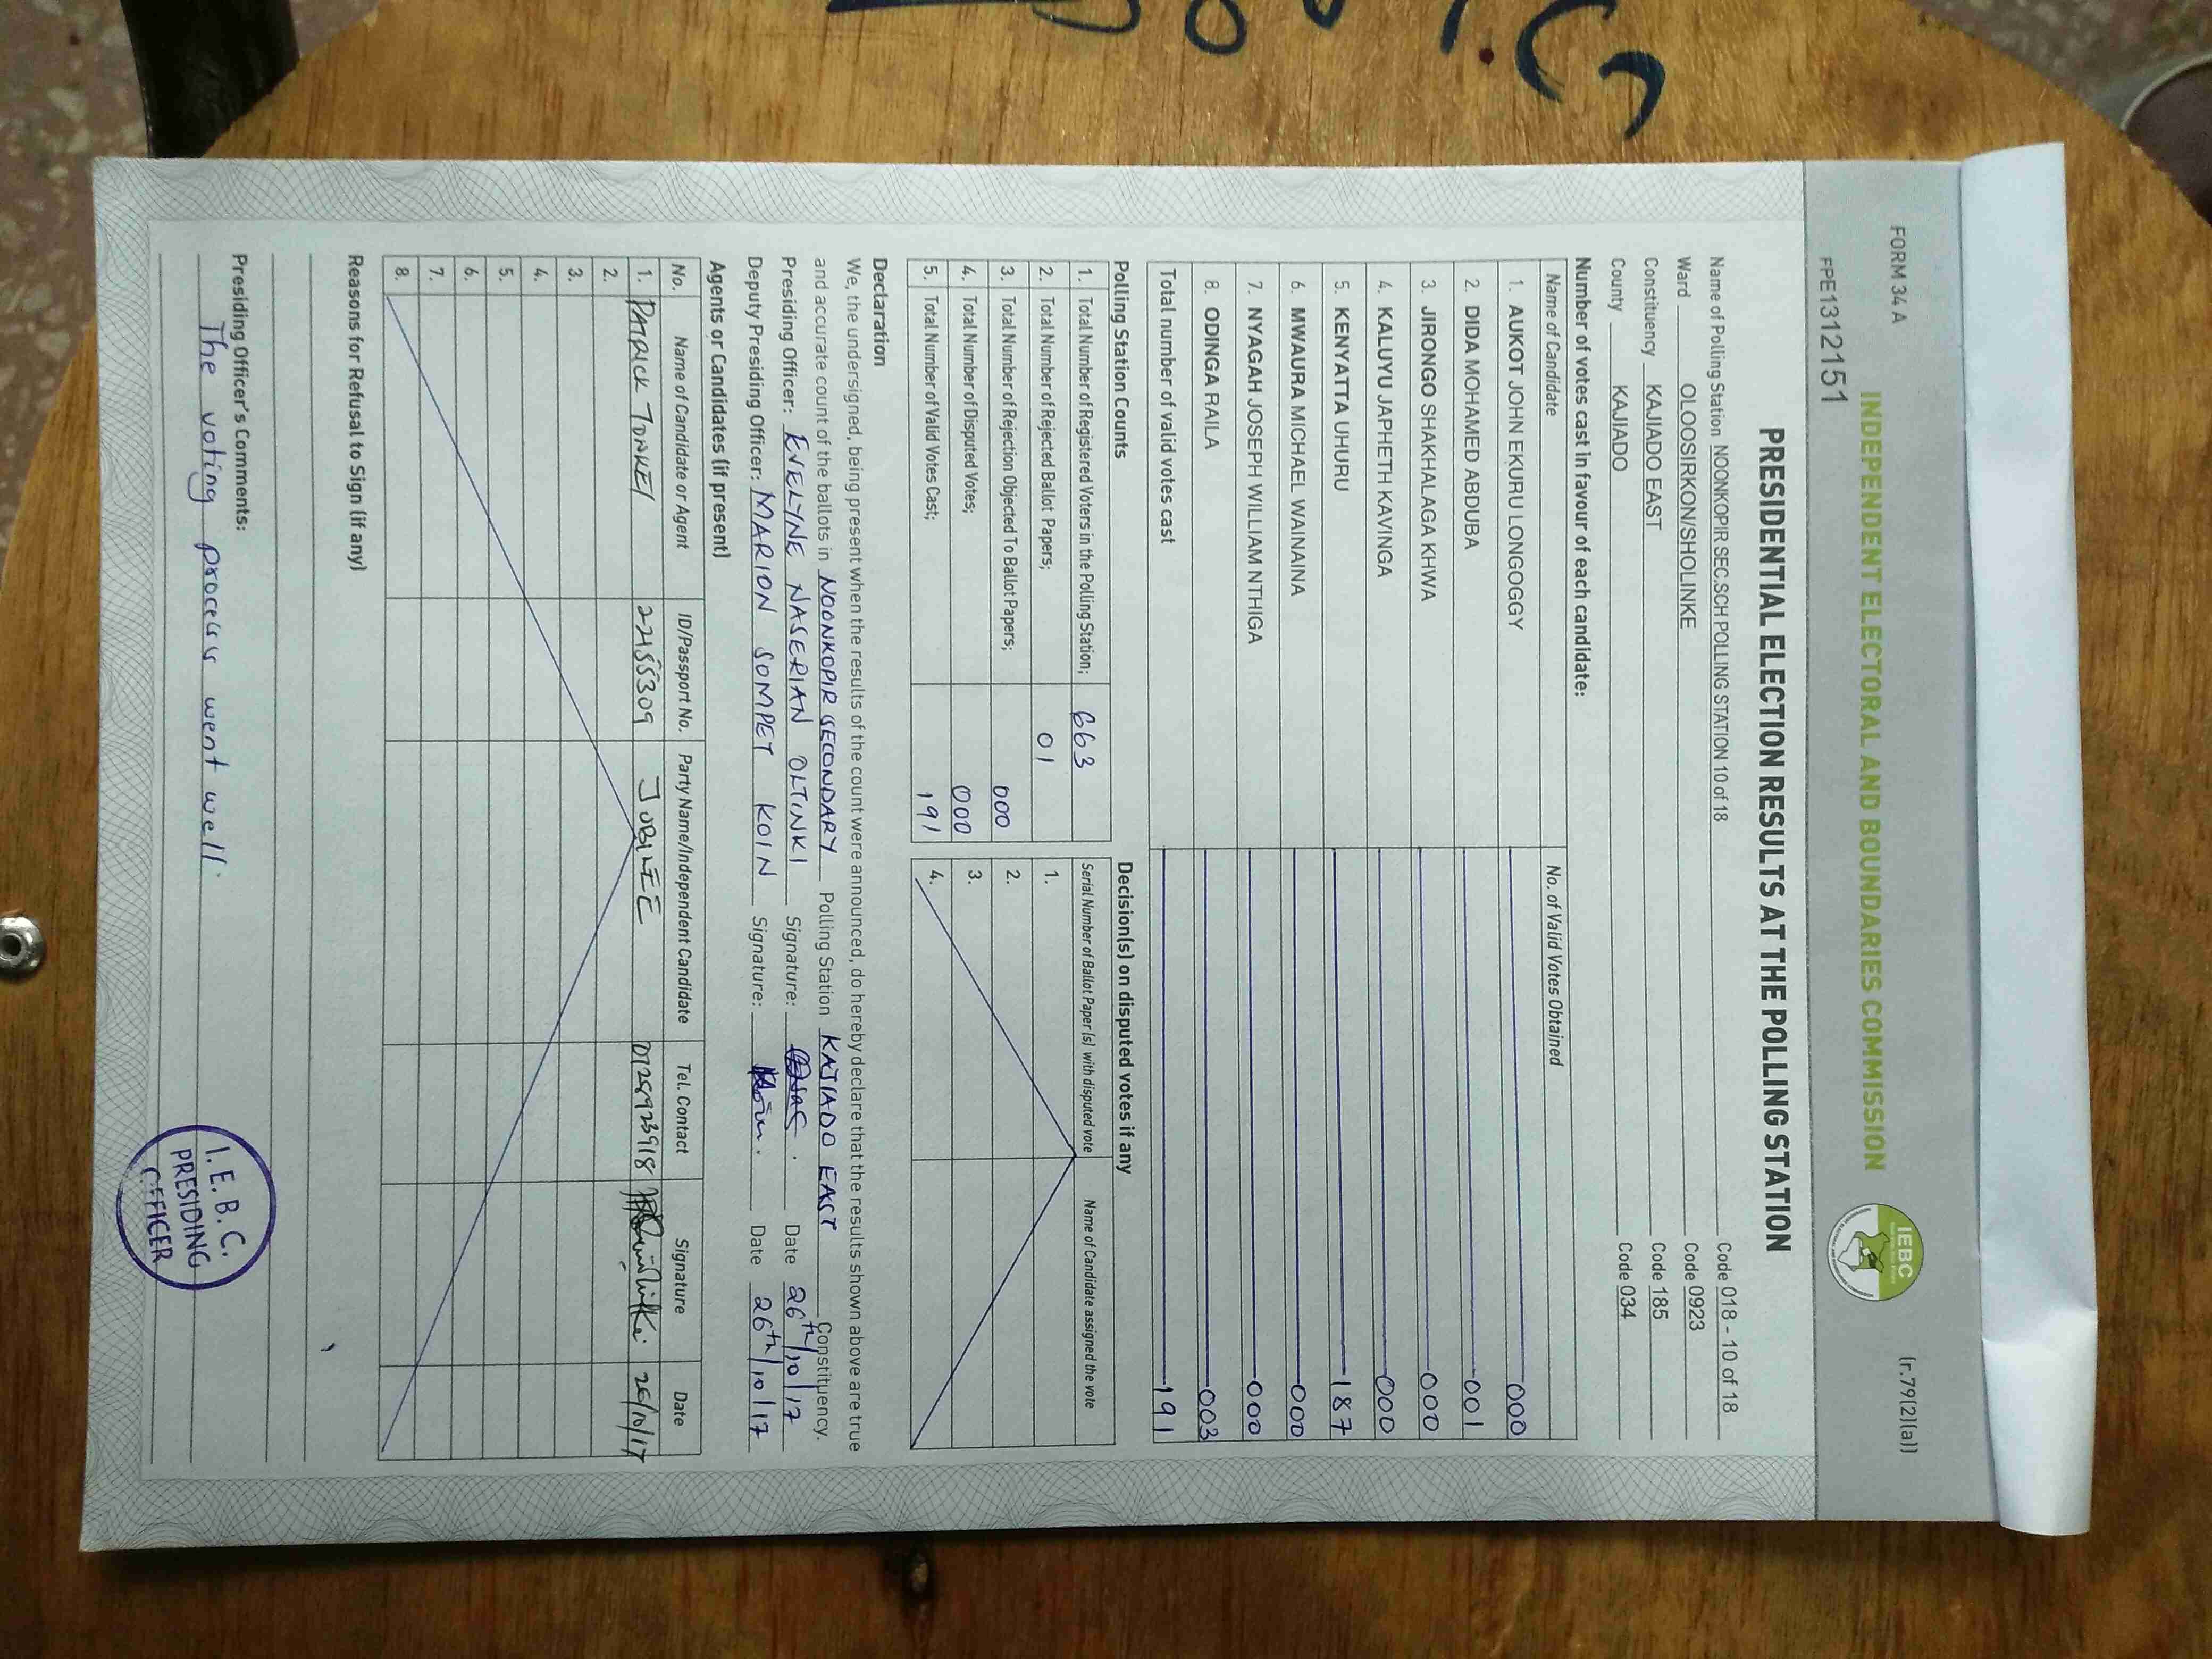 FORM 34 A
(r.79(2)(a))
INDEPENDENT ELECTORAL AND BOUNDARIES COMMISSION
IEBC
FPE1312151
PRESIDENTIAL ELECTION RESULTS AT THE POLLING STATION
Name of Polling Station NOONKOPIR SEC.SCH POLLING STATION 10 of 18 Code 018 - 10 of 18
Ward OLOOSIRKON/SHOLINKE Code 0923
Constituency KAJIADO EAST Code 185
County KAJIADO Code 034
Number of votes cast in favour of each candidate:
Name of Candidate No. of Valid Votes Obtained
1. AUKOT JOHN EKURU LONGOGGY 000
2. DIDA MOHAMED ABDUBA 001
3. JIRONGO SHAKHALAGA KHWA 000
4. KALUYU JAPHETH KAVINGA 000
5. KENYATTA UHURU 187
6. MWAURA MICHAEL WAINAINA 000
7. NYAGAH JOSEPH WILLIAM NTHIGA 000
8. ODINGA RAILA 003
Total number of valid votes cast 191
Polling Station Counts
1. Total Number of Registered Voters in the Polling Station; 663
2. Total Number of Rejected Ballot Papers; 01
3. Total Number of Rejection Objected To Ballot Papers; 000
4. Total Number of Disputed Votes; 000
5. Total Number of Valid Votes Cast; 191
Decision(s) on disputed votes if any
Serial Number of Ballot Paper (s) with disputed vote Name of Candidate assigned the vote
1.
2.
3.
4.
Declaration
We, the undersigned, being present when the results of the count were announced, do hereby declare that the results shown above are true
and accurate count of the ballots in NOONKOPIR SECONDARY Polling Station KAJIADO EAST Constituency.
Presiding Officer: EVELYNE NASERIAN OLTINKI Signature: Date 26th/10/17
Deputy Presiding Officer: MARION SOMPET KOIN Signature: Koin. Date 26th/10/17
Agents or Candidates (if present)
No. Name of Candidate or Agent ID/Passport No. Party Name/Independent Candidate Tel. Contact Signature Date
1. PATRICK TONKEI 22155309 JUBILEE 0725923918 26/10/17
2.
3.
4.
5.
6.
7.
8.
Reasons for Refusal to Sign (if any)
Presiding Officer's Comments:
The voting process went well.
I.E.B.C.
PRESIDING
OFFICER